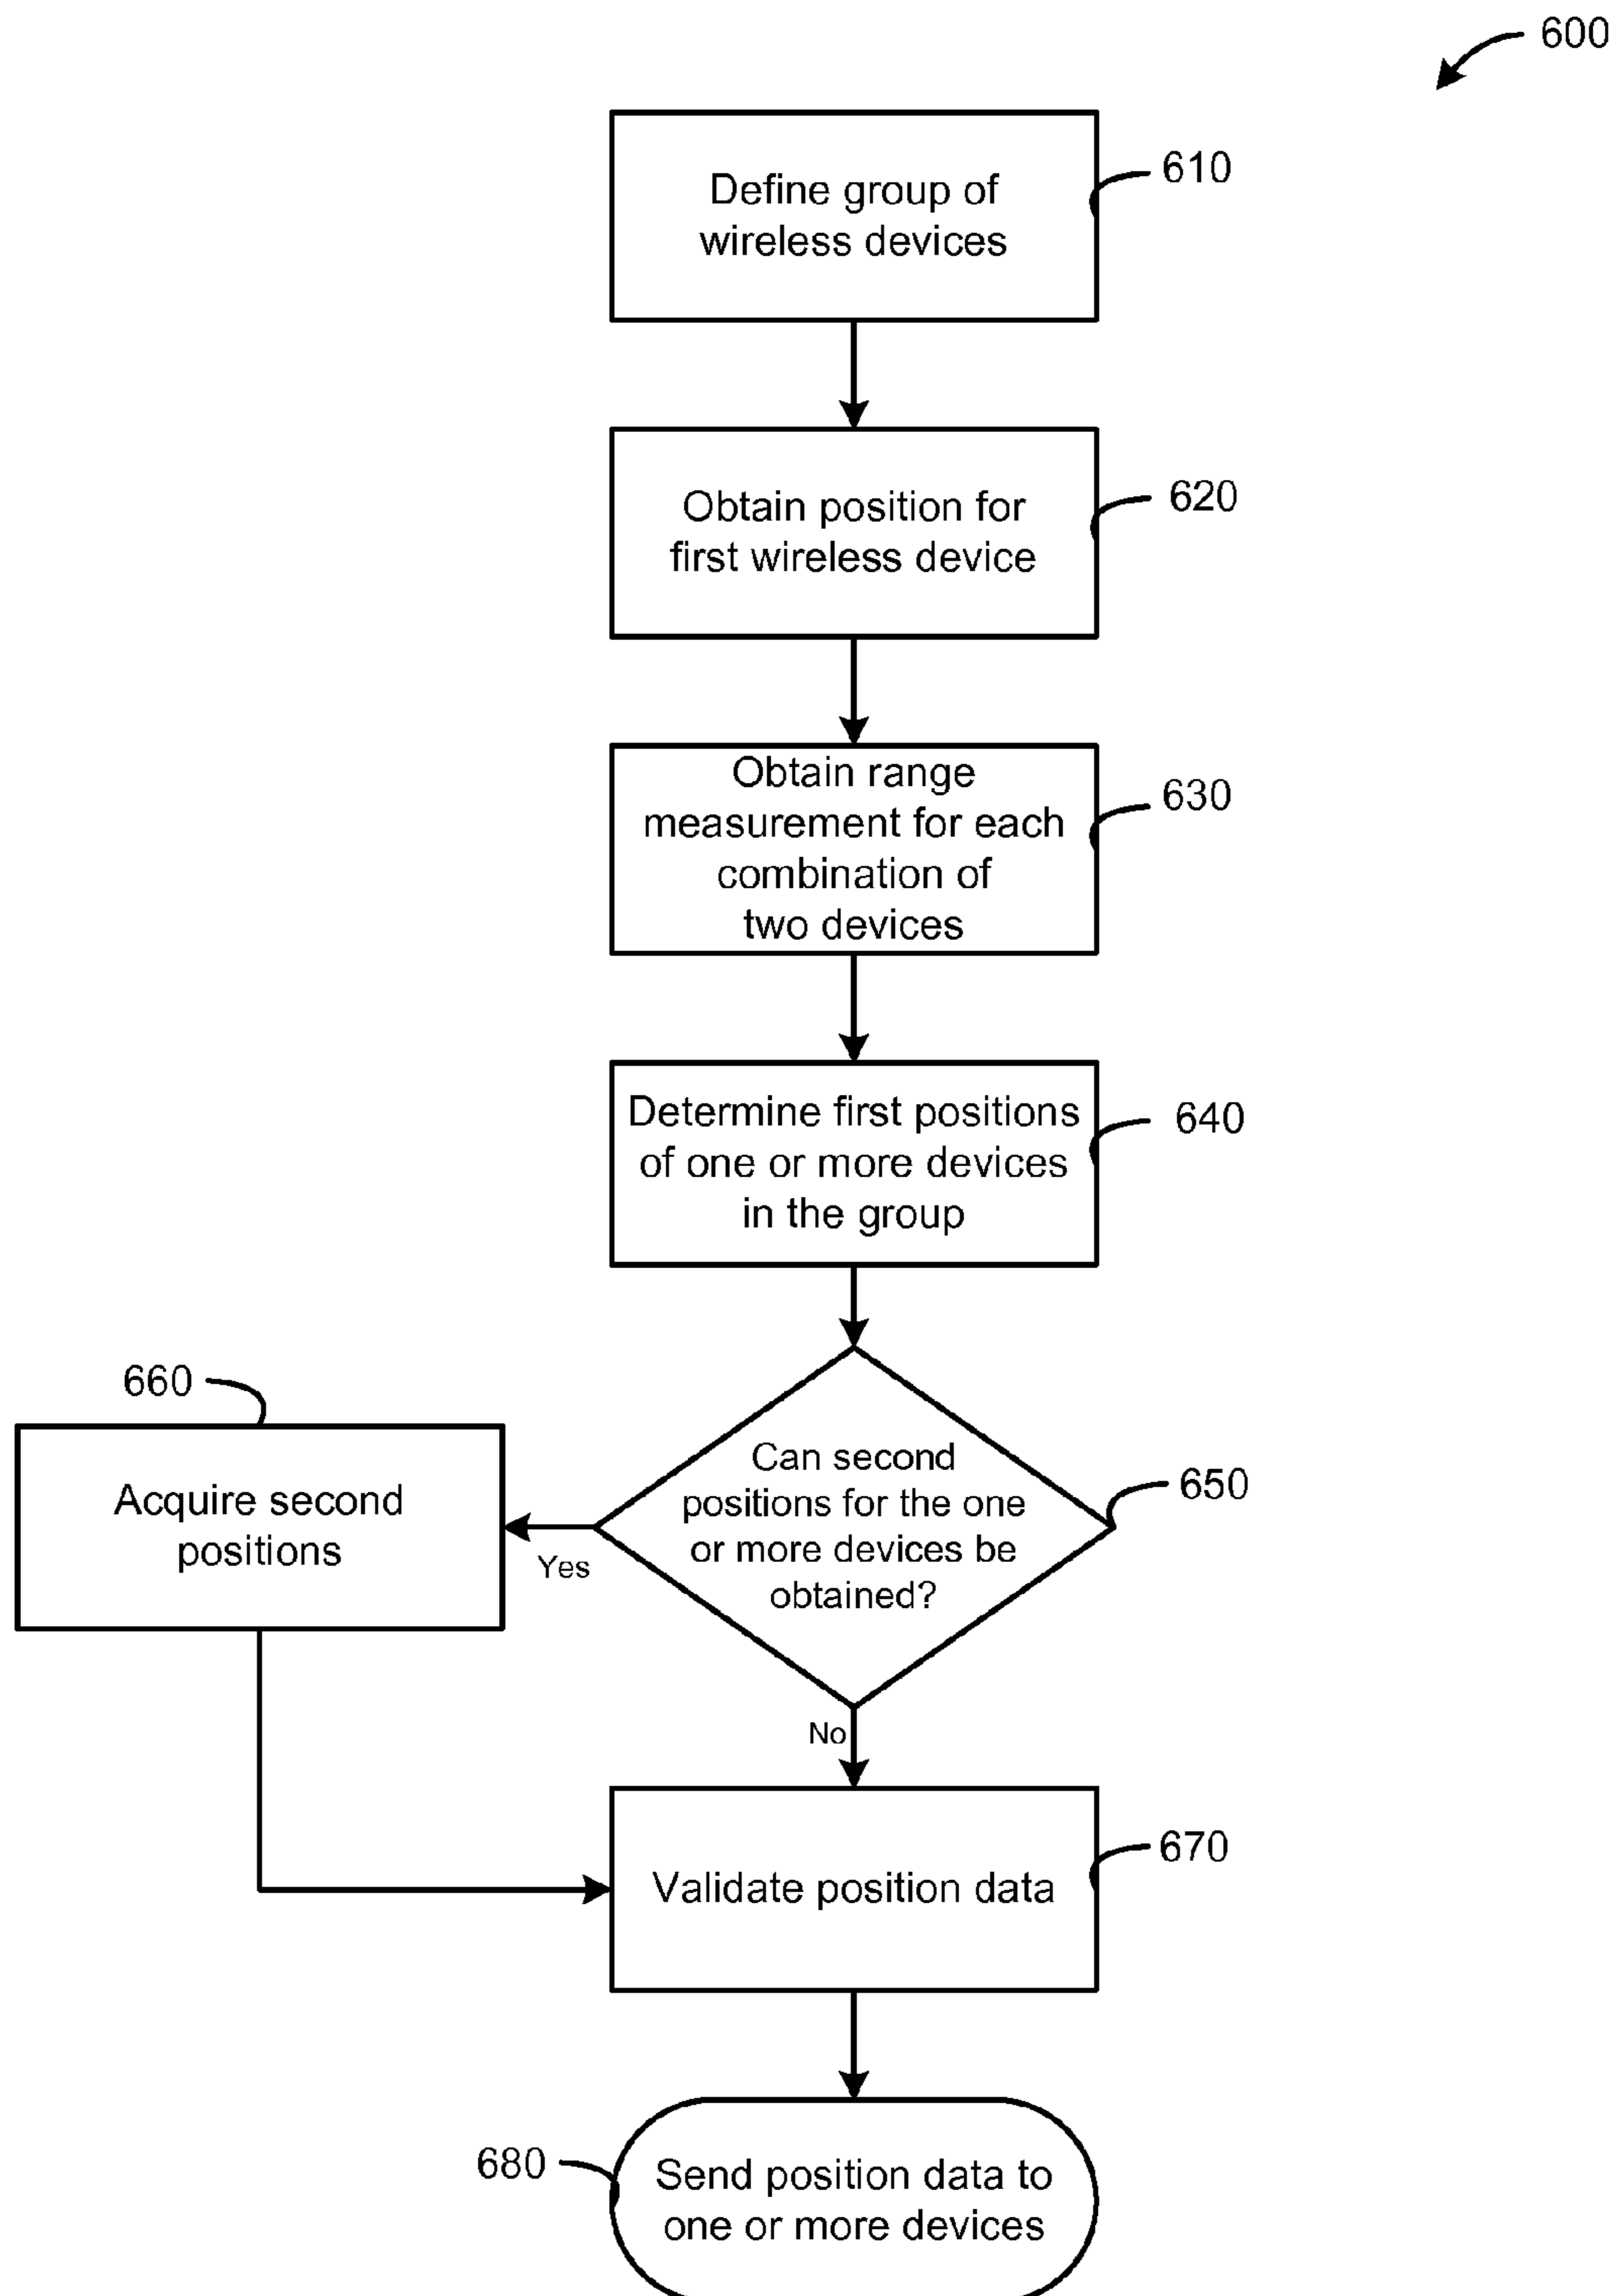 600
Define group of
wireless devices
610
Obtain position for
first wireless device
620
Obtain range
measurement for each
combination of
two devices
630
Determine first positions
of one or more devices
in the group
640
660
Acquire second
positions
Yes
Can second
positions for the one
or more devices be
obtained?
650
No
Validate position data
670
680
Send position data to
one or more devices